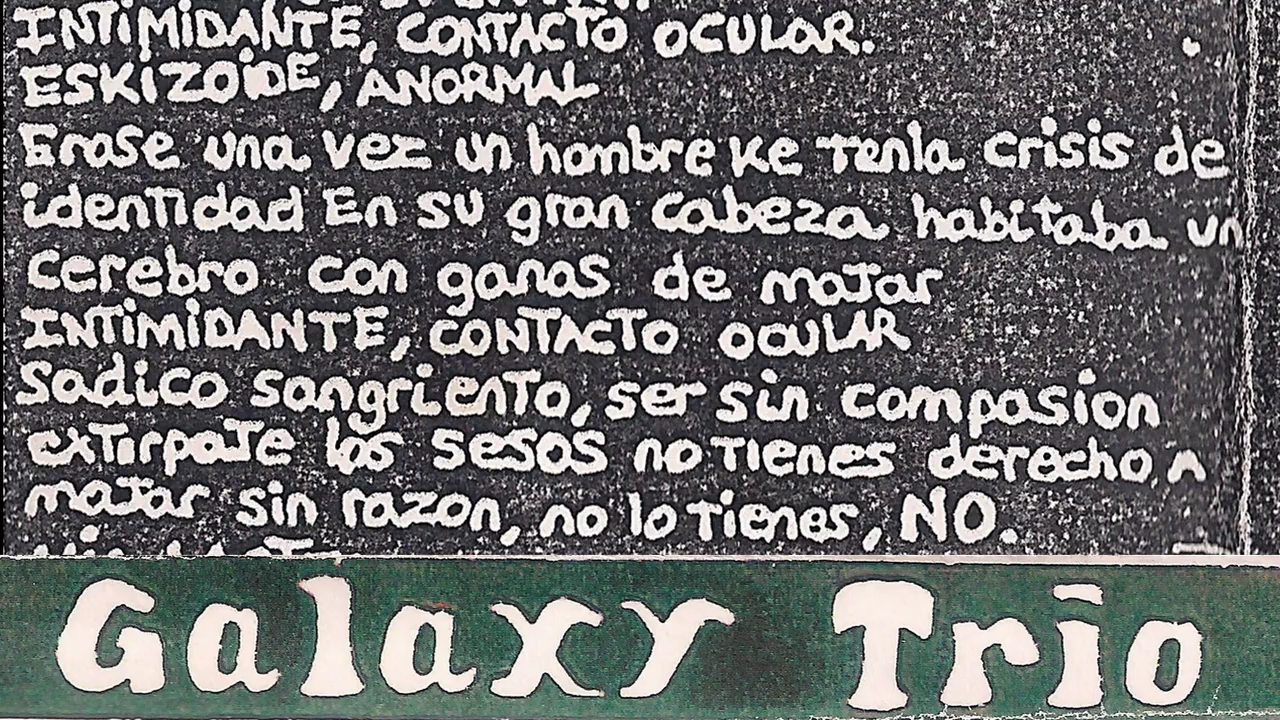 INTIMIDANTE, CONTACTO OCULAR.
ESKIZOIDE, ANORMAL
Erase una vez un hombre ke tenla crisis de
identidad En su gran cabeza habitaba un
cerebro con ganas de matar
INTIMIDANTE, CONTACTO OCULAR
sadico sangriento, ser sin compasion
extirpate los sesos no tienes derecho, A
matar sin razon, no lo tienes, NO.
Galaxy Trio